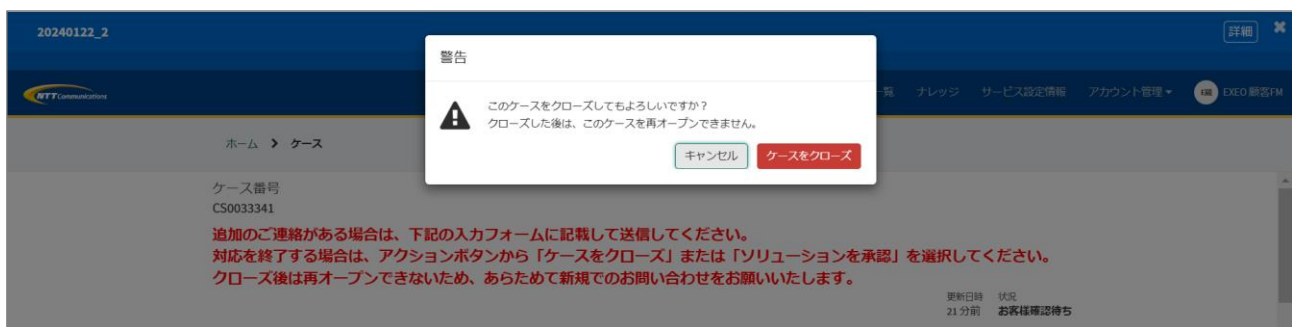 20240122_2
詳細
警告
このケースをクローズしてもよろしいですか？
クローズした後は、このケースを再オープンできません。
キャンセル
ケースをクローズ
NTT Communications
一覧 ナレッジ サービス設定情報 アカウント管理 EXEO 顧客FM
ホーム > ケース
ケース番号
CS0033341
追加のご連絡がある場合は、下記の入力フォームに記載して送信してください。
対応を終了する場合は、アクションボタンから「ケースをクローズ」または「ソリューションを承認」を選択してください。
クローズ後は再オープンできないため、あらためて新規でのお問い合わせをお願いいたします。
更新日時 状況
21 分前 お客様確認待ち